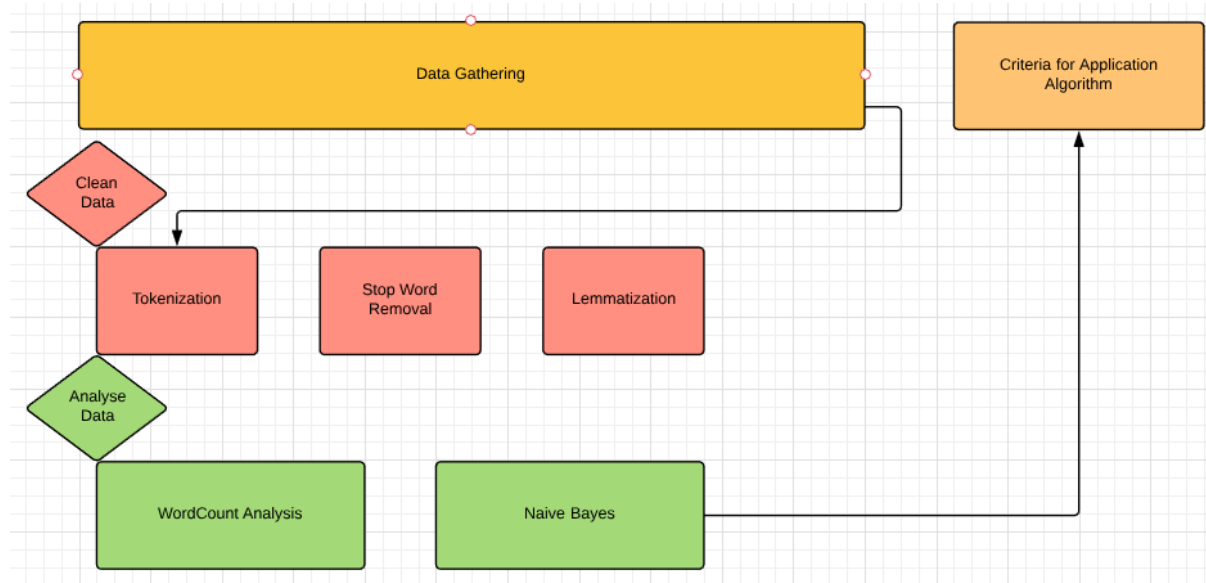 Data Gathering
Criteria for Application
Algorithm
Clean
Data
Tokenization
Stop Word
Removal
Lemmatization
Analyse
Data
WordCount Analysis
Naive Bayes